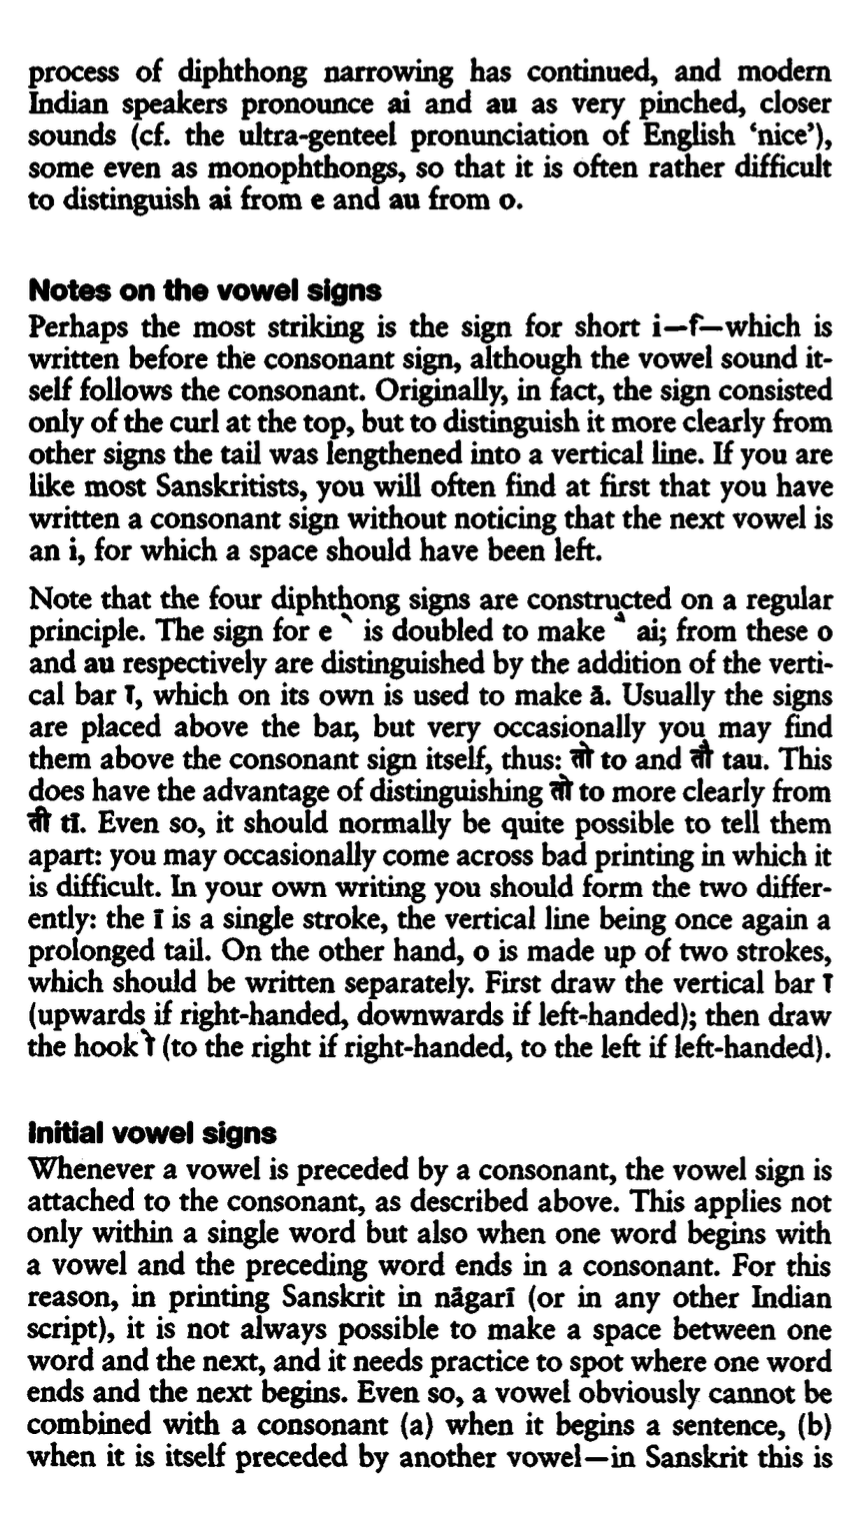 process of diphthong narrowing has continued, and modern
Indian speakers pronounce ai and au as very pinched, closer
sounds (cf. the ultra-genteel pronunciation of English ‘nice’),
some even as monophthongs, so that it is often rather difficult
to distinguish ai from e and au from o.
Notes on the vowel signs
Perhaps the most striking is the sign for short i—ि—which is
written before the consonant sign, although the vowel sound it-
self follows the consonant. Originally, in fact, the sign consisted
only of the curl at the top, but to distinguish it more clearly from
other signs the tail was lengthened into a vertical line. If you are
like most Sanskritists, you will often find at first that you have
written a consonant sign without noticing that the next vowel is
an i, for which a space should have been left.
Note that the four diphthong signs are constructed on a regular
principle. The sign for e े is doubled to make ै ai; from these o
and au respectively are distinguished by the addition of the verti-
cal bar ा, which on its own is used to make ā. Usually the signs
are placed above the bar, but very occasionally you may find
them above the consonant sign itself, thus: तो to and तौ tau. This
does have the advantage of distinguishing तो to more clearly from
ती tī. Even so, it should normally be quite possible to tell them
apart: you may occasionally come across bad printing in which it
is difficult. In your own writing you should form the two differ-
ently: the ī is a single stroke, the vertical line being once again a
prolonged tail. On the other hand, o is made up of two strokes,
which should be written separately. First draw the vertical bar ा
(upwards if right-handed, downwards if left-handed); then draw
the hook ो (to the right if right-handed, to the left if left-handed).
Initial vowel signs
Whenever a vowel is preceded by a consonant, the vowel sign is
attached to the consonant, as described above. This applies not
only within a single word but also when one word begins with
a vowel and the preceding word ends in a consonant. For this
reason, in printing Sanskrit in nāgarī (or in any other Indian
script), it is not always possible to make a space between one
word and the next, and it needs practice to spot where one word
ends and the next begins. Even so, a vowel obviously cannot be
combined with a consonant (a) when it begins a sentence, (b)
when it is itself preceded by another vowel—in Sanskrit this is